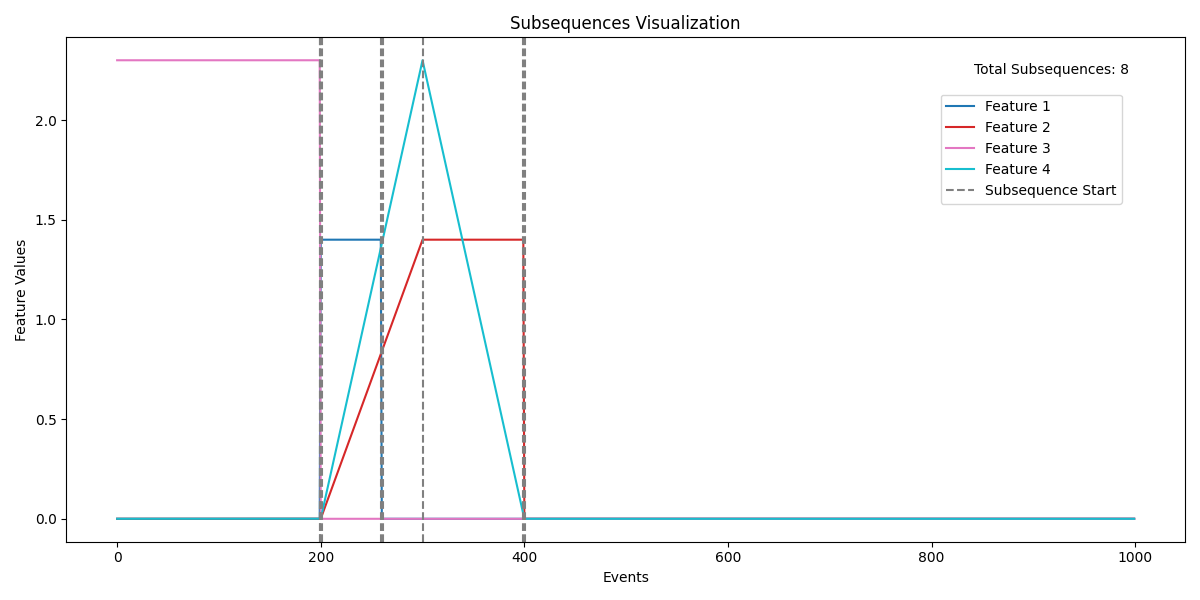 Subsequences Visualization
Total Subsequences: 8
Feature 1
Feature 2
Feature 3
Feature 4
Subsequence Start
Feature Values
2.0
1.5
1.0
0.5
0.0
0 200 400 600 800 1000
Events